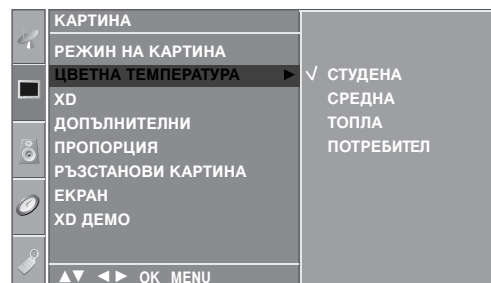 КАРТИНА
РЕЖИН НА КАРТИНА
ЦВЕТНА ТЕМПЕРАТУРА ▶ √ СТУДЕНА
XD СРЕДНА
ДОПЪЛНИТЕЛНИ ТОПЛА
ПРОПОРЦИЯ ПОТРЕБИТЕЛ
РЪЗСТАНОВИ КАРТИНА
ЕКРАН
XD ДЕМО
▲▼ ◄► OK MENU